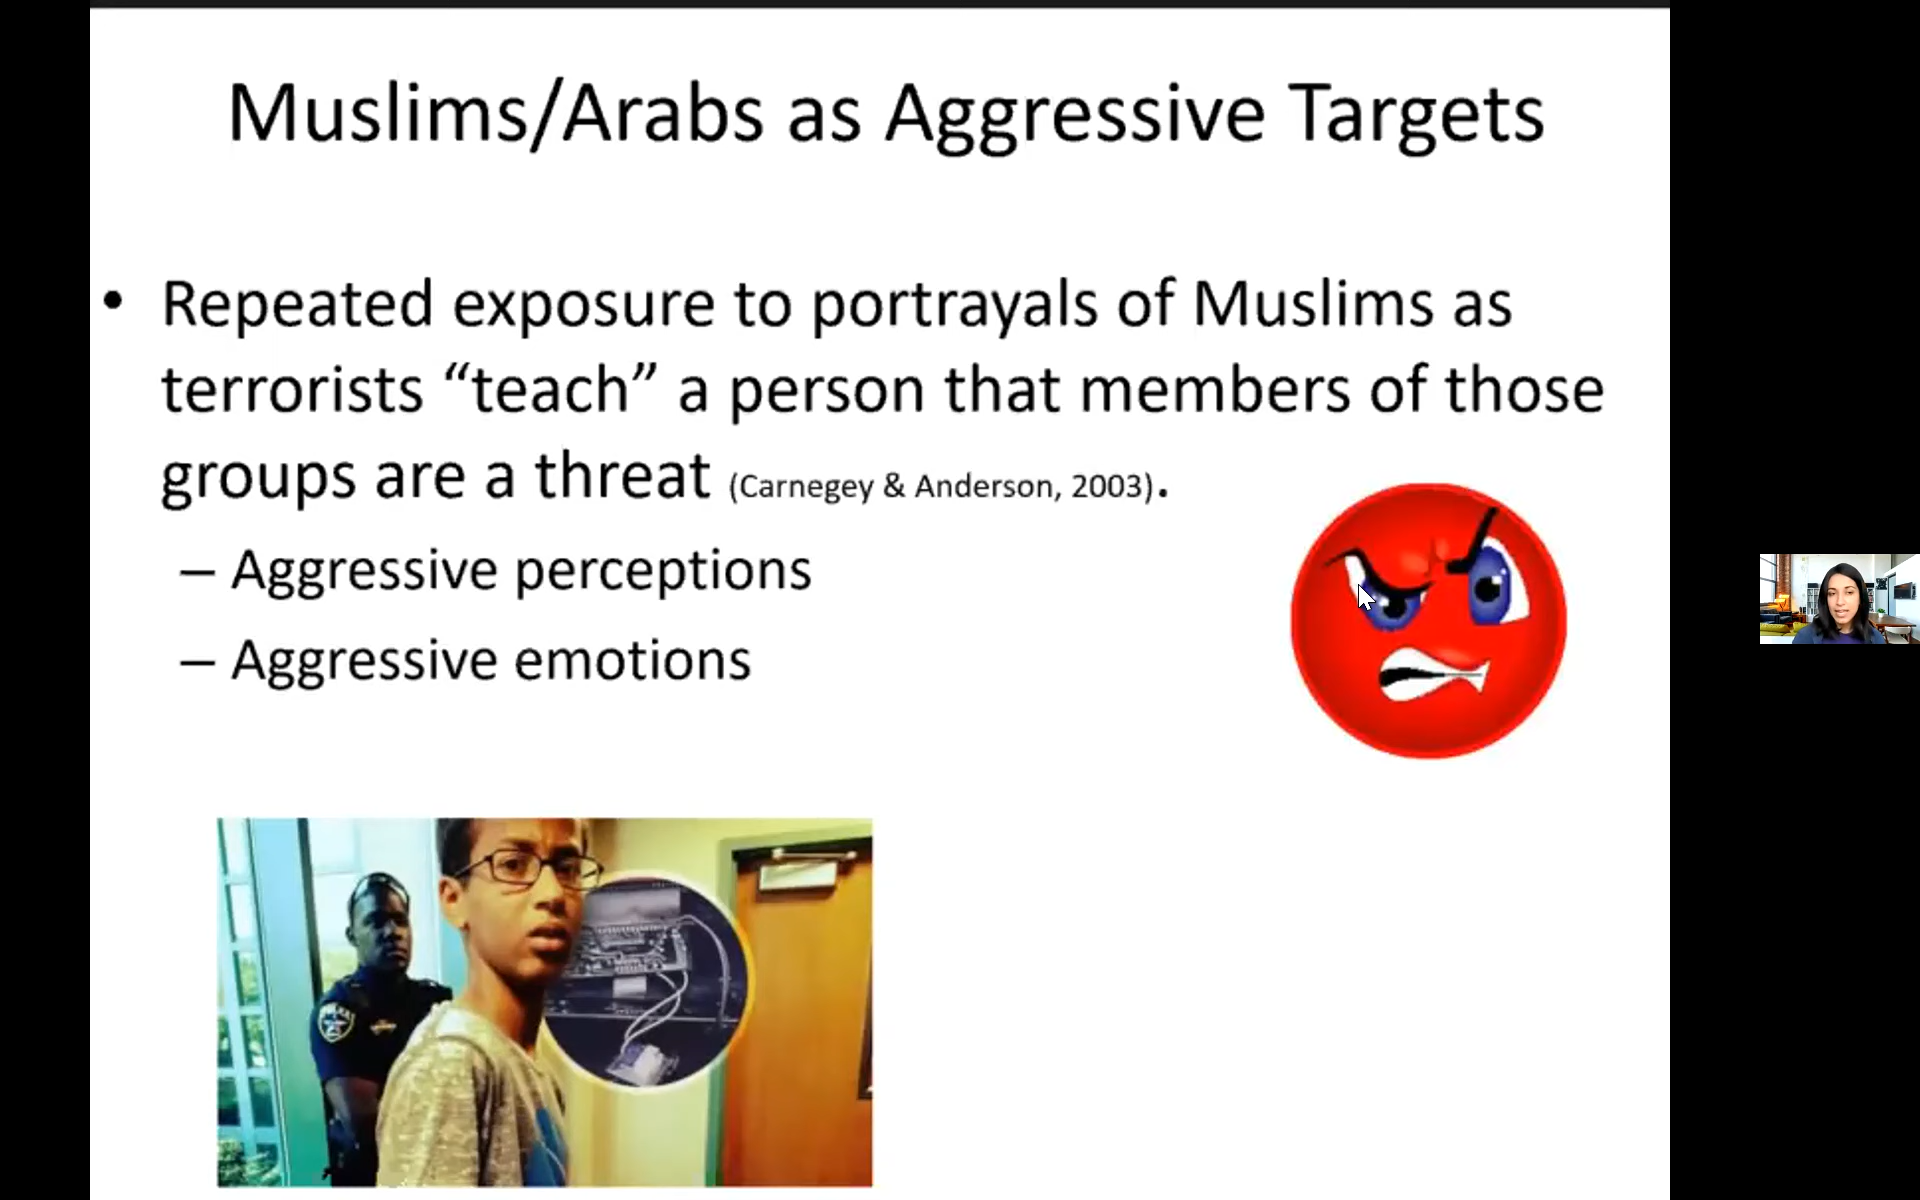 Muslims/Arabs as Aggressive Targets
• Repeated exposure to portrayals of Muslims as
terrorists “teach” a person that members of those
groups are a threat (Carnegey & Anderson, 2003).
– Aggressive perceptions
– Aggressive emotions